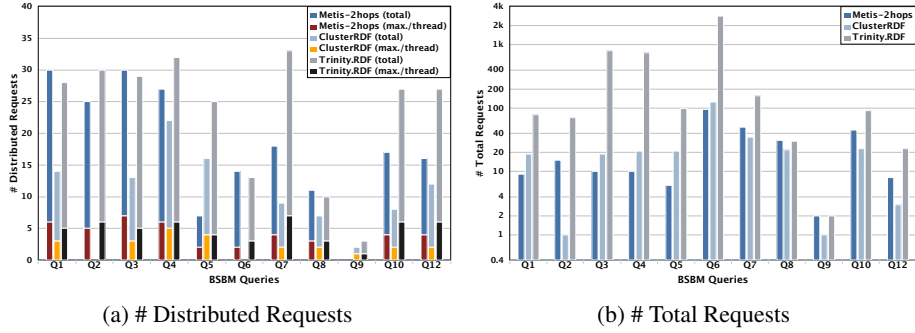 Metis-2hops (total)
Metis-2hops (max./thread)
ClusterRDF (total)
ClusterRDF (max./thread)
Trinity.RDF (total)
Trinity.RDF (max./thread)
# Distributed Requests
40
35
30
25
20
15
10
5
0
Q1 Q2 Q3 Q4 Q5 Q6 Q7 Q8 Q9 Q10 Q12
BSBM Queries
(a) # Distributed Requests
Metis-2hops
ClusterRDF
Trinity.RDF
# Total Requests
4k
2k
1k
400
200
100
40
20
10
4
2
1
0.4
Q1 Q2 Q3 Q4 Q5 Q6 Q7 Q8 Q9 Q10 Q12
BSBM Queries
(b) # Total Requests